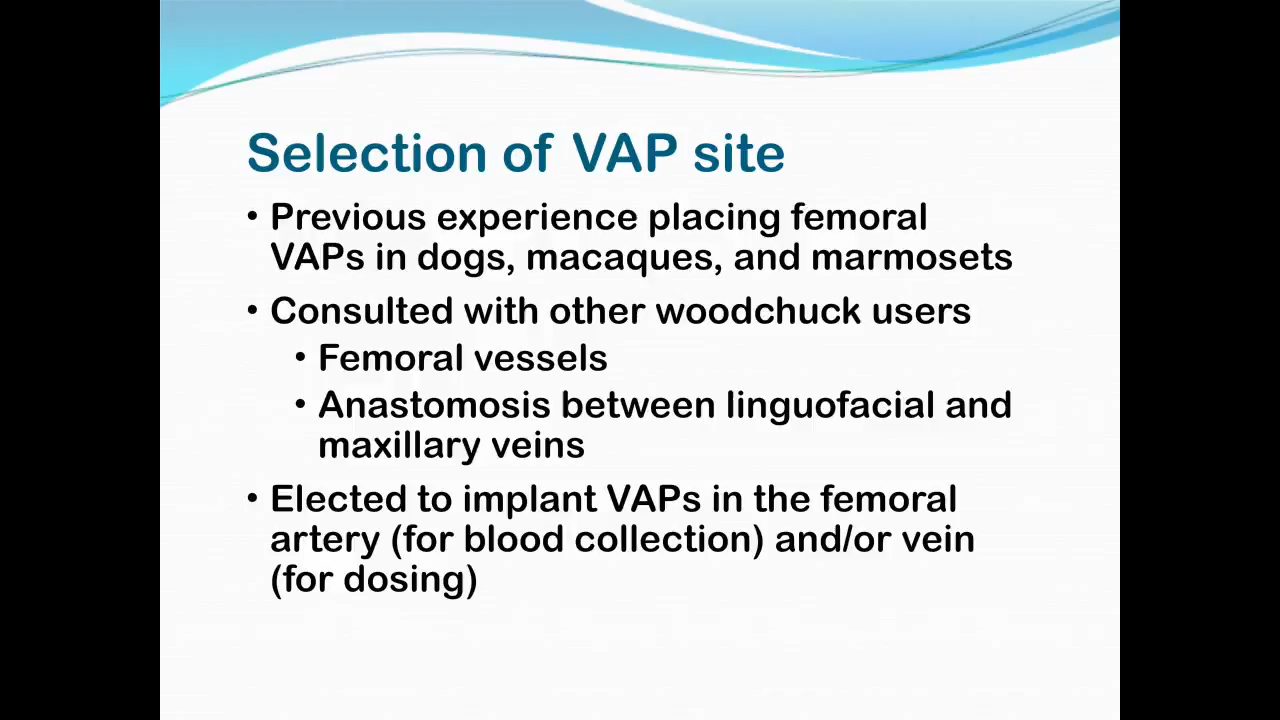 Selection of VAP site
• Previous experience placing femoral
VAPs in dogs, macaques, and marmosets
• Consulted with other woodchuck users
• Femoral vessels
• Anastomosis between linguofacial and
maxillary veins
• Elected to implant VAPs in the femoral
artery (for blood collection) and/or vein
(for dosing)